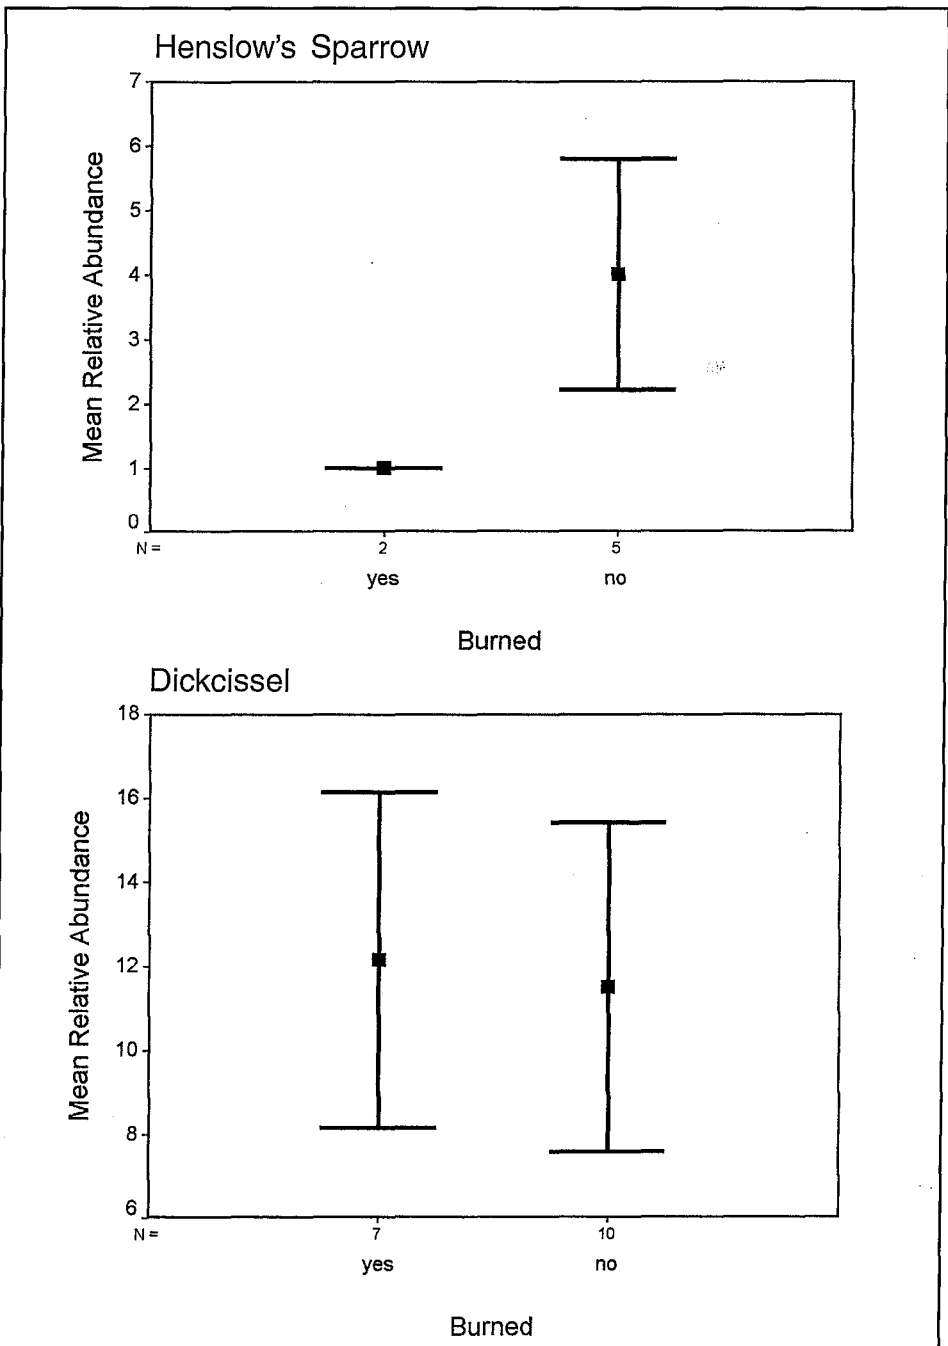 Henslow's Sparrow
Mean Relative Abundance
7
6
5
4
3
2
1
0
N =
2
5
yes
no
Burned
Dickcissel
Mean Relative Abundance
18
16
14
12
10
8
6
N =
7
10
yes
no
Burned